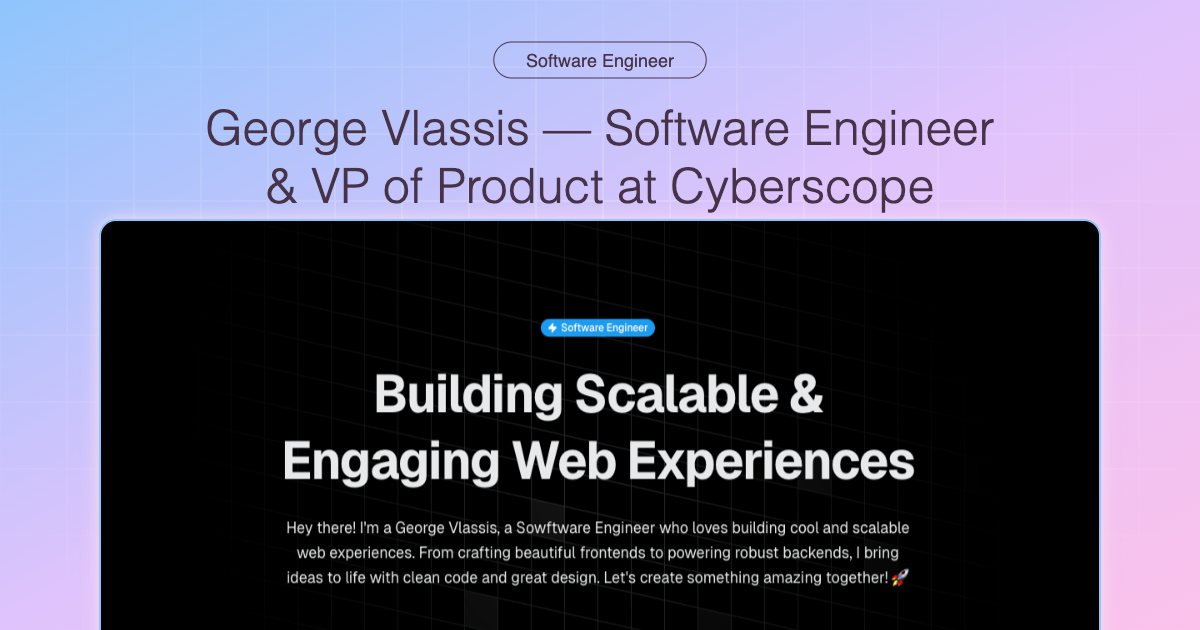 Software Engineer
George Vlassis — Software Engineer
& VP of Product at Cyberscope
Software Engineer
Building Scalable &
Engaging Web Experiences
Hey there! I'm a George Vlassis, a Sowftware Engineer who loves building cool and scalable
web experiences. From crafting beautiful frontends to powering robust backends, I bring
ideas to life with clean code and great design. Let's create something amazing together! 🚀